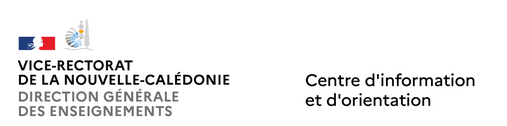 VICE-RECTORAT
DE LA NOUVELLE-CALÉDONIE
DIRECTION GÉNÉRALE
DES ENSEIGNEMENTS
Centre d'information
et d'orientation